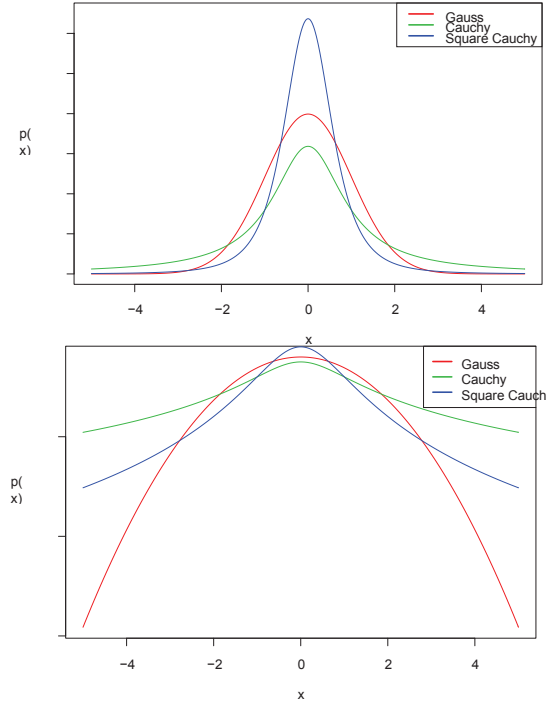 Gauss
Cauchy
Square Cauchy
p(
x)
−4 −2 0 2 4
x
Gauss
Cauchy
Square Cauch
p(
x)
−4 −2 0 2 4
x